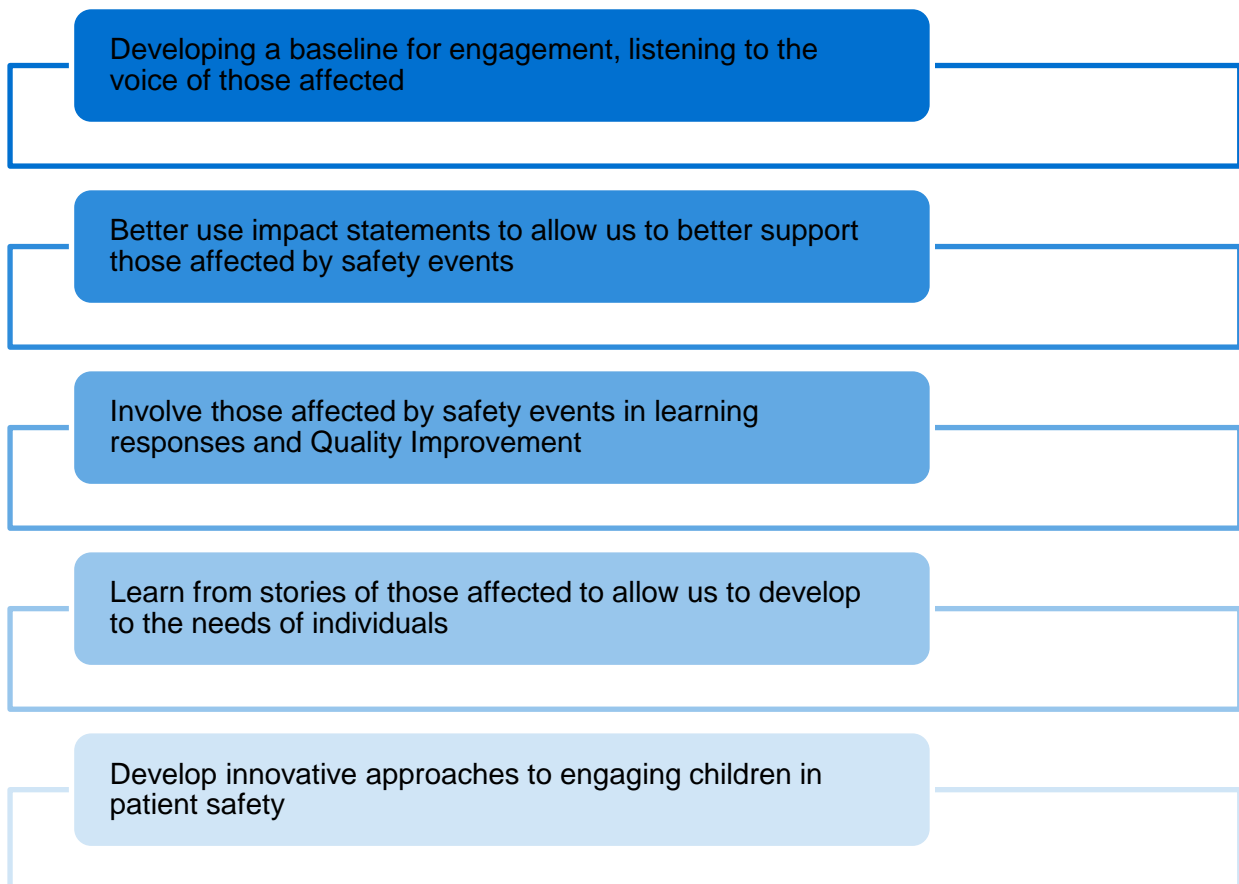 Developing a baseline for engagement, listening to the
voice of those affected
Better use impact statements to allow us to better support
those affected by safety events
Involve those affected by safety events in learning
responses and Quality Improvement
Learn from stories of those affected to allow us to develop
to the needs of individuals
Develop innovative approaches to engaging children in
patient safety